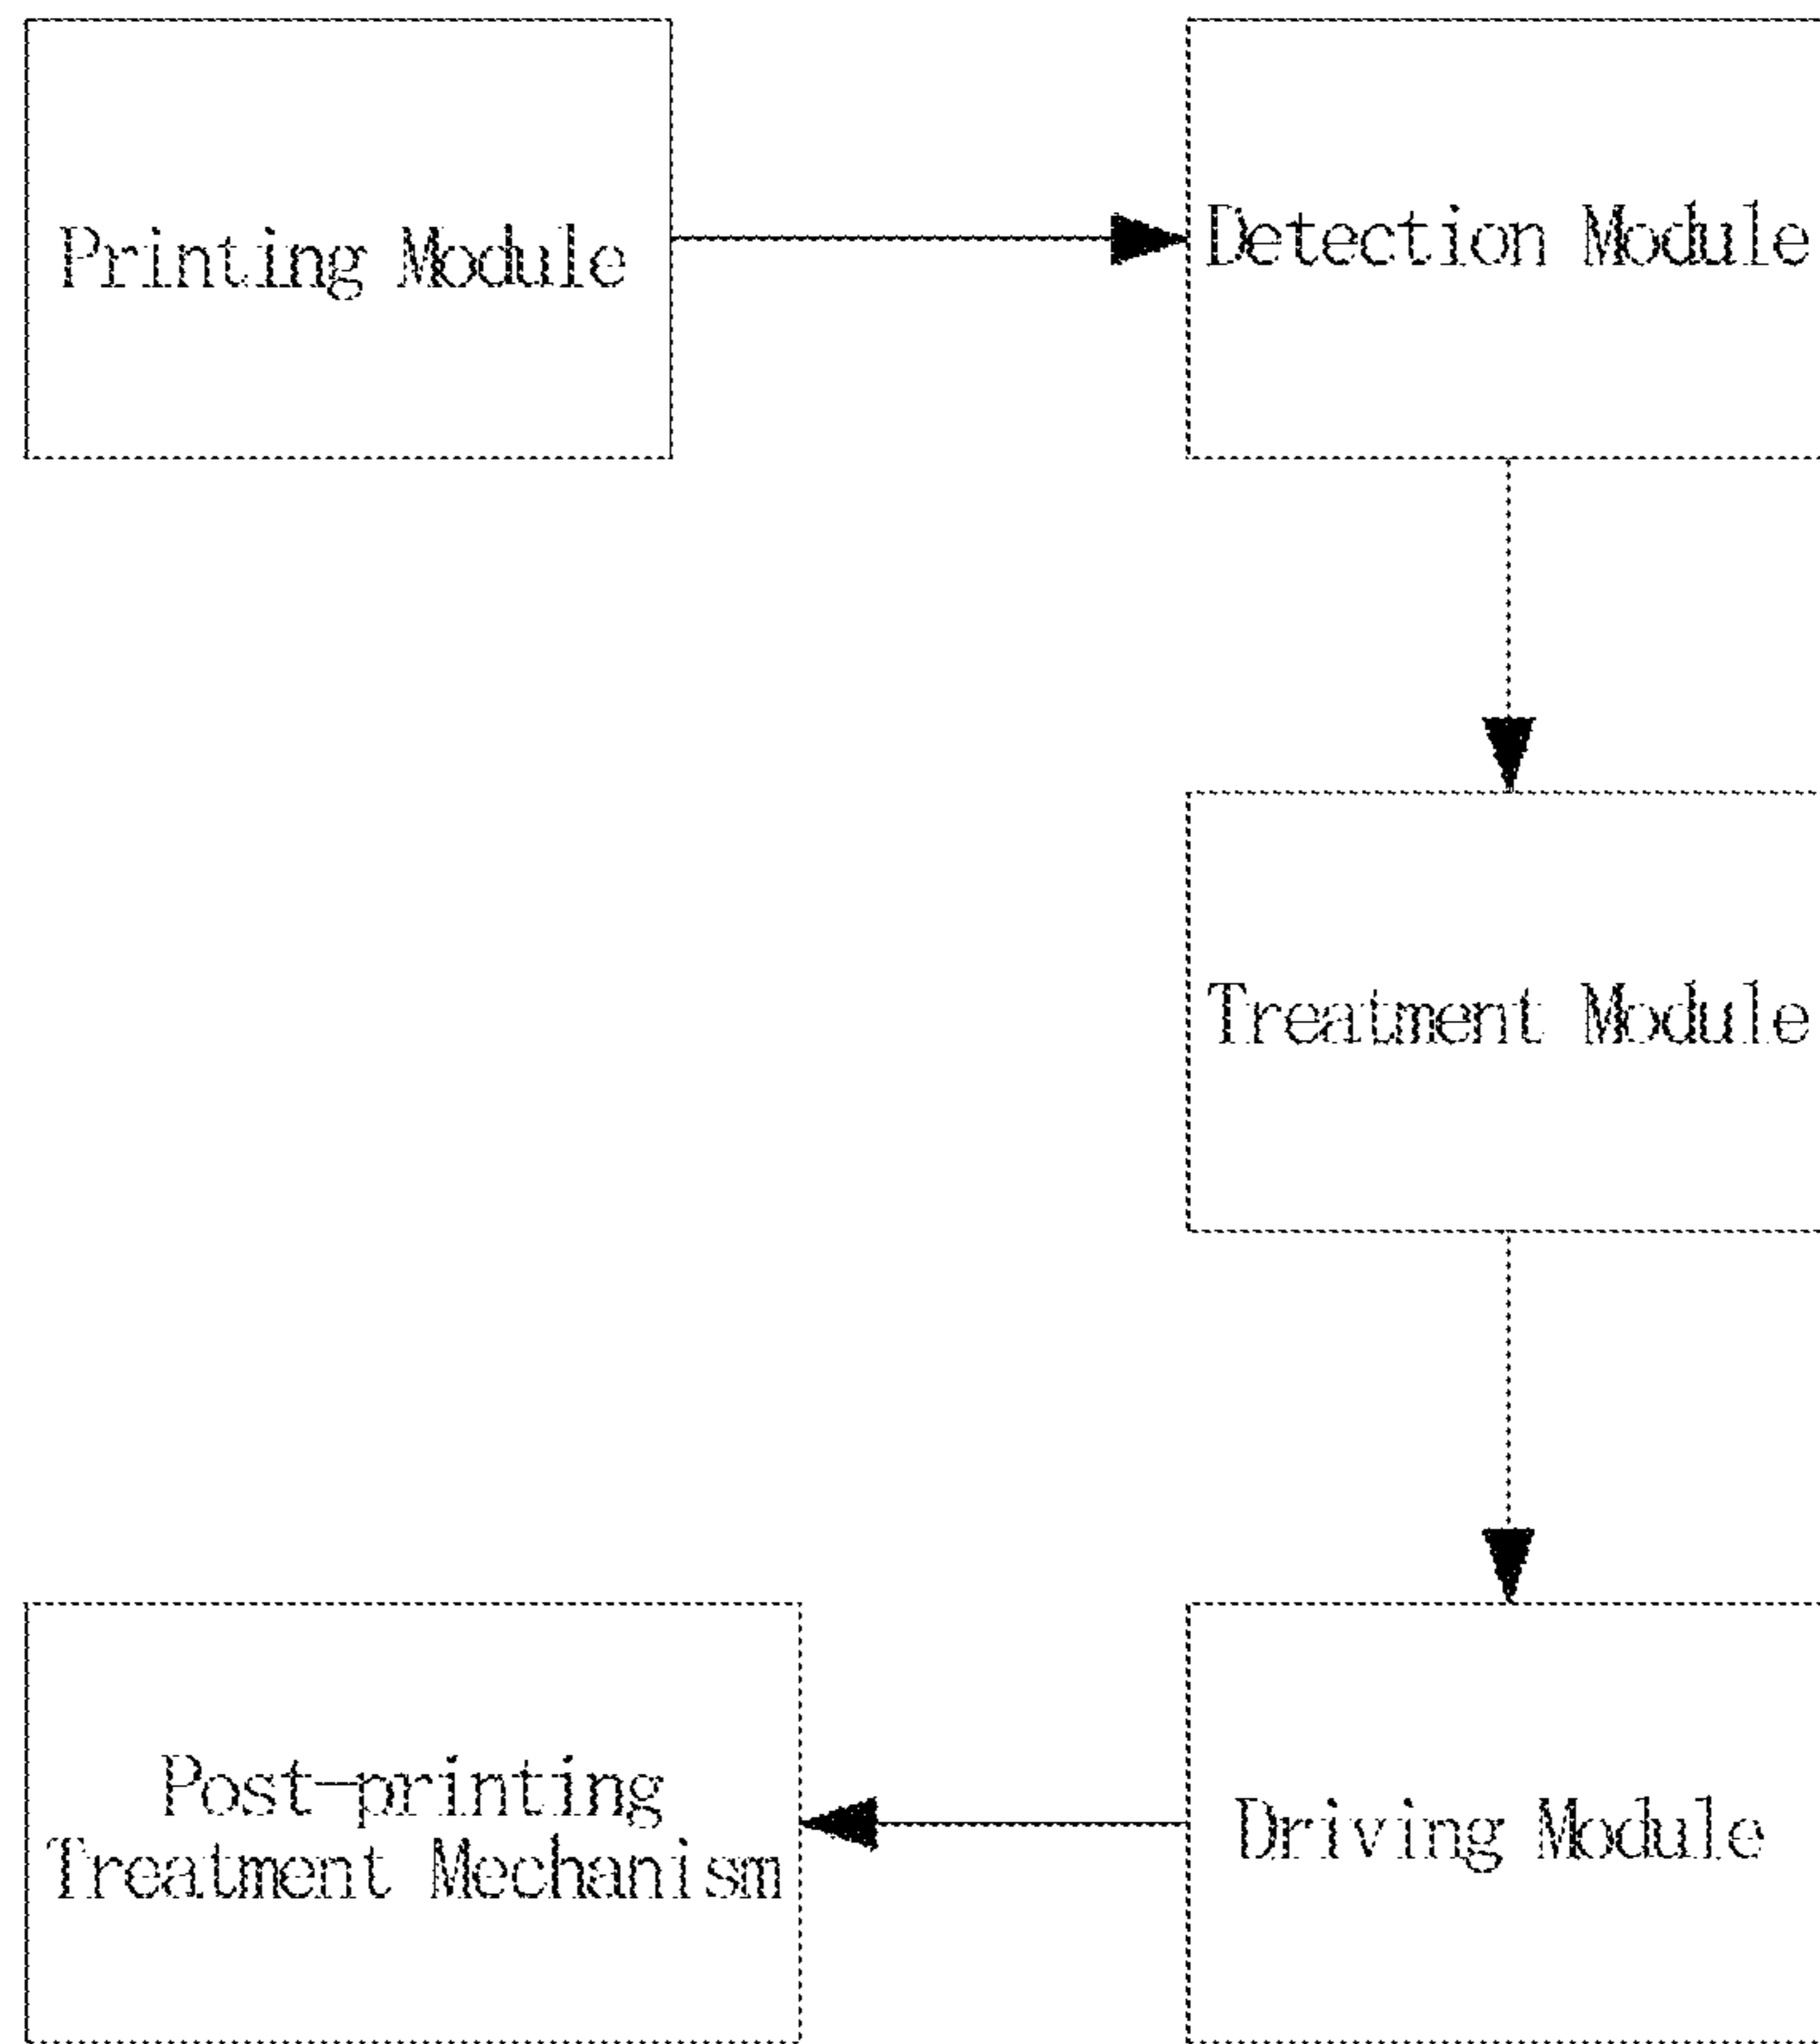 Printing Module
Detection Module
Treatment Module
Post-printing
Treatment Mechanism
Driving Module